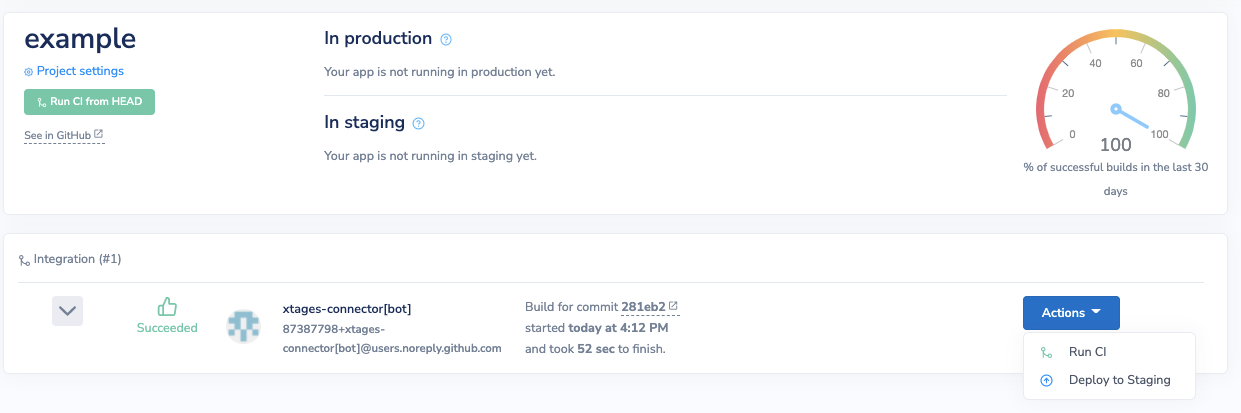 example
Project settings
Run CI from HEAD
See in GitHub
In production
Your app is not running in production yet.
In staging
Your app is not running in staging yet.
0
20
40
60
80
100
100
% of successful builds in the last 30
days
Integration (#1)
Succeeded
xtages-connector[bot]
87387798+xtages-
connector[bot]@users.noreply.github.com
Build for commit 281eb2
started today at 4:12 PM
and took 52 sec to finish.
Actions
Run CI
Deploy to Staging